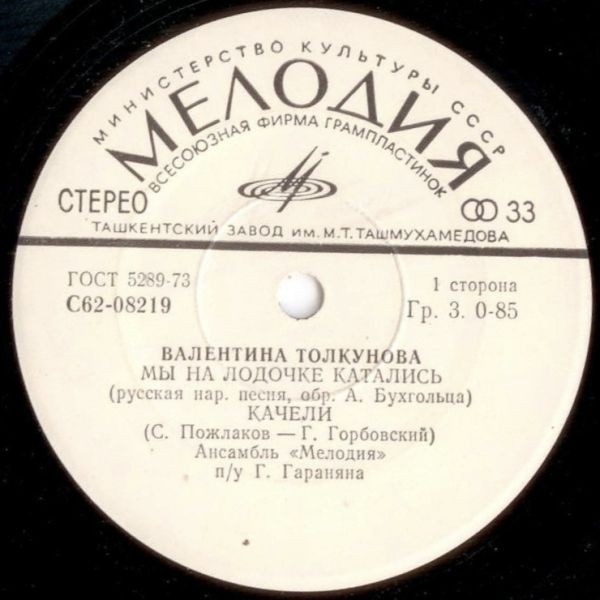 МИНИСТЕРСТВО КУЛЬТУРЫ СССР
МЕЛОДИЯ
ВСЕСОЮЗНАЯ ФИРМА ГРАМПЛАСТИНОК
СТЕРЕО
33
ТАШКЕНТСКИЙ ЗАВОД ИМ. М.Т. ТАШМУХАМЕДОВА
ГОСТ 5289-73
С62-08219
1 сторона
Гр. 3. 0-85
ВАЛЕНТИНА ТОЛКУНОВА
МЫ НА ЛОДОЧКЕ КАТАЛИСЬ
(русская нар. песня, обр. А. Бухгольца)
КАЧЕЛИ
(С. Пожлаков — Г. Горбовский)
Ансамбль «Мелодия»
п/у Г. Гараняна